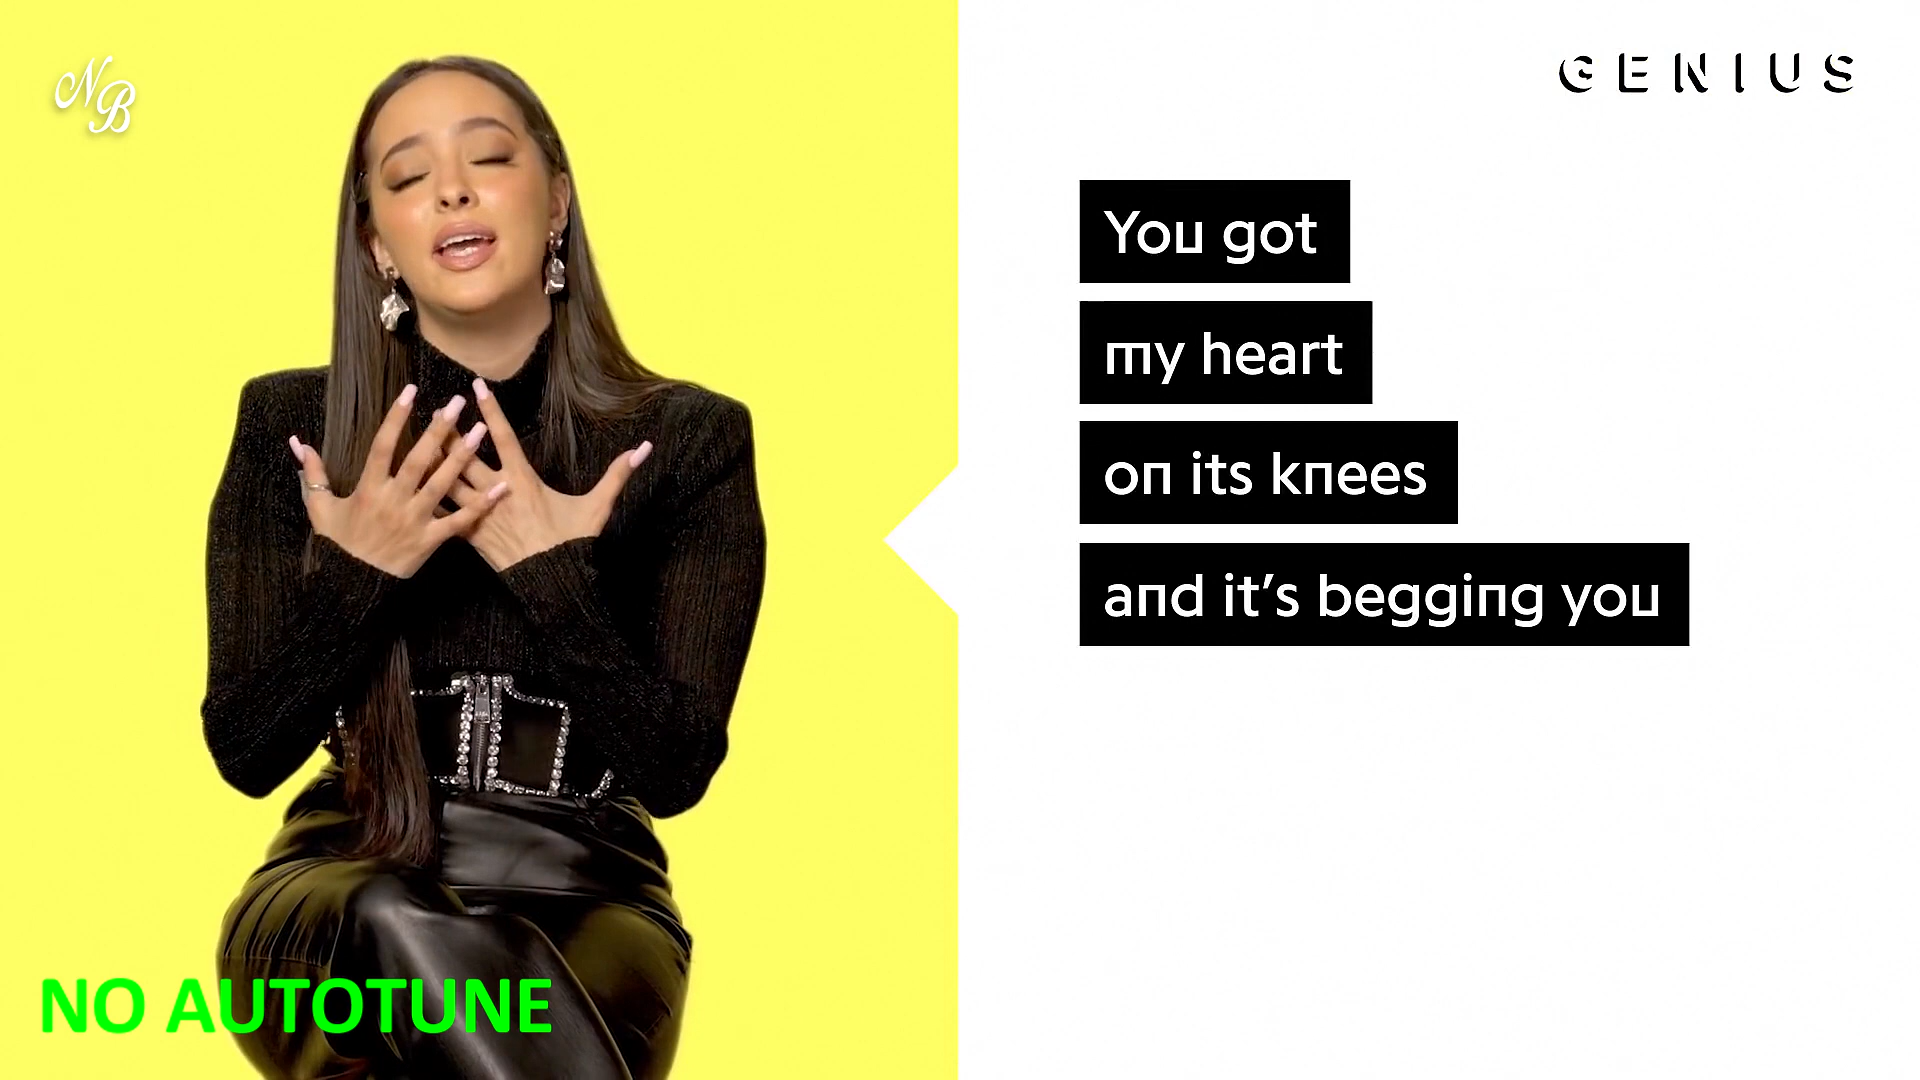 NB
GENIUS
You got
my heart
on its knees
and it’s begging you
NO AUTOTUNE